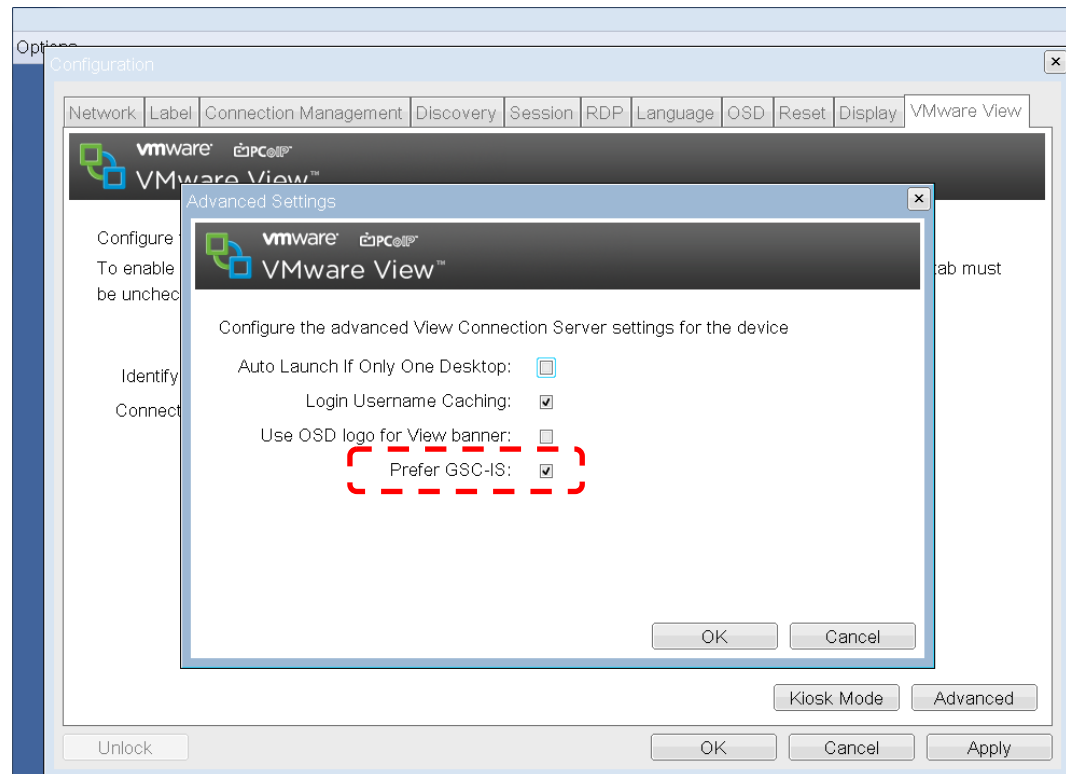 Options
Configuration
Network Label Connection Management Discovery Session RDP Language OSD Reset Display VMware View
vmware PCoIP
VMware View™
Configure
To enable tab must
be unchec
Identify
Connect
Advanced Settings
vmware PCoIP
VMware View™
Configure the advanced View Connection Server settings for the device
Auto Launch If Only One Desktop:
Login Username Caching:
Use OSD logo for View banner:
Prefer GSC-IS:
OK Cancel
Kiosk Mode Advanced
Unlock OK Cancel Apply